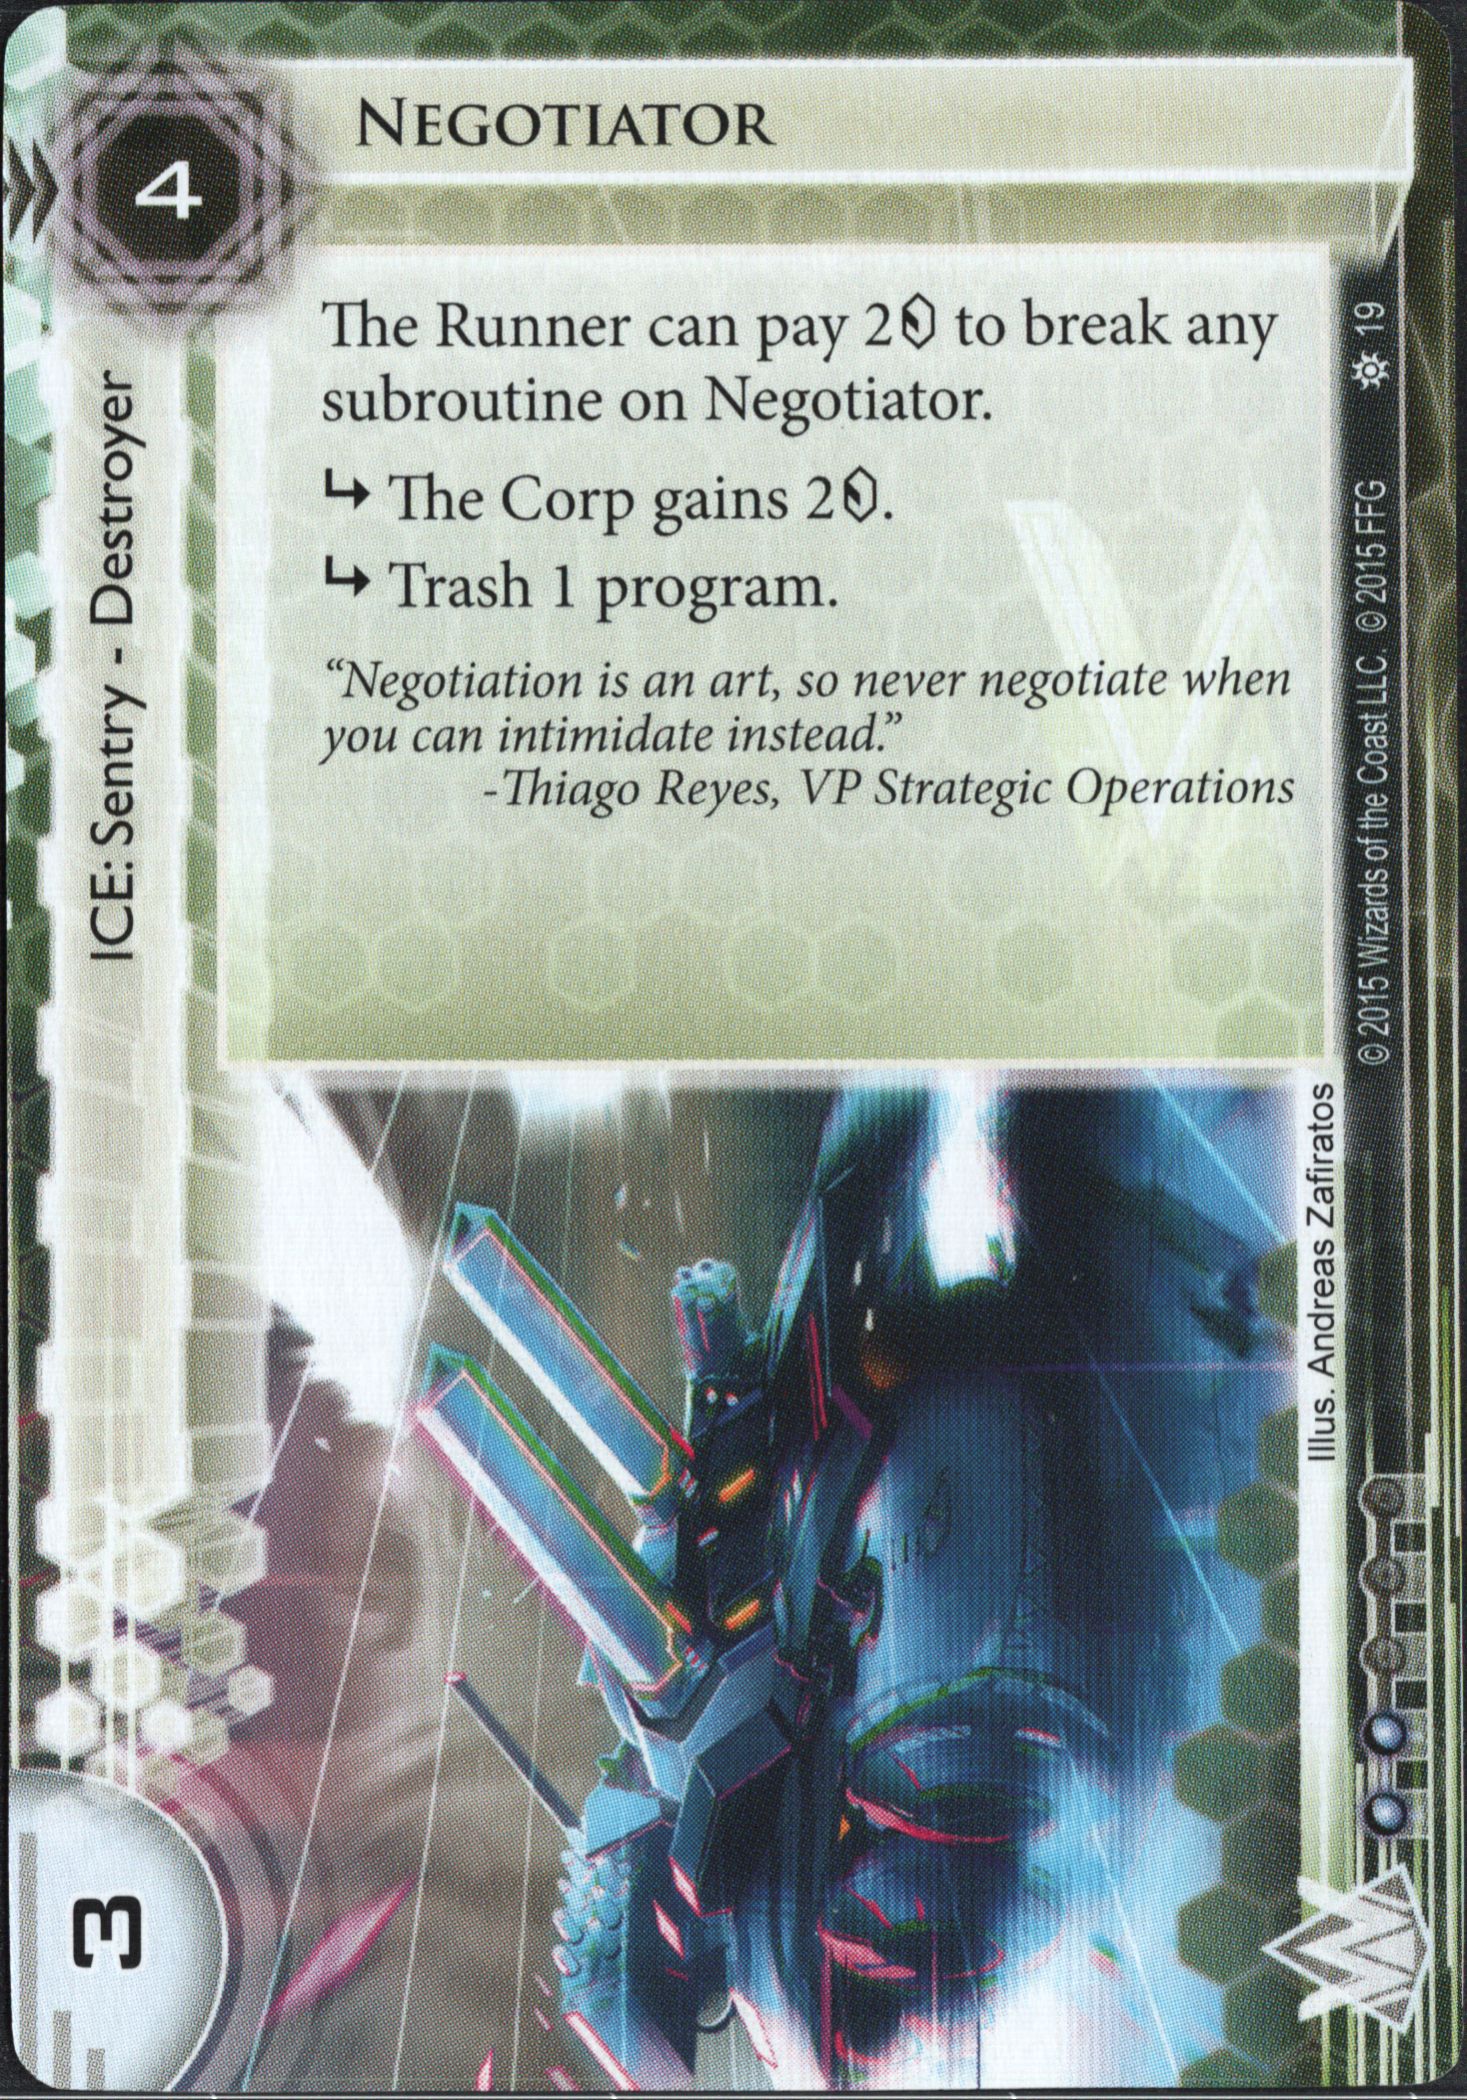 NEGOTIATOR
4
The Runner can pay 2 to break any
subroutine on Negotiator.
The Corp gains 2.
Trash 1 program.
“Negotiation is an art, so never negotiate when
you can intimidate instead.”
-Thiago Reyes, VP Strategic Operations
ICE: Sentry - Destroyer
3
Illus. Andreas Zafiratos
© 2015 Wizards of the Coast LLC. © 2015 FFG
19